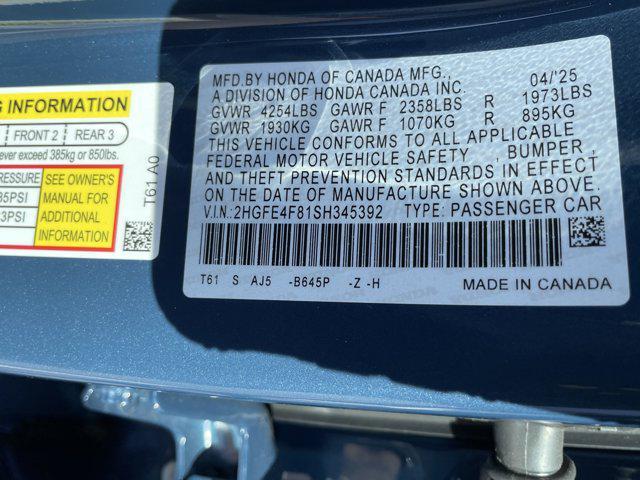 G INFORMATION
FRONT 2 REAR 3
ever exceed 385kg or 850lbs.
RESSURE
35PSI
3PSI
SEE OWNER'S
MANUAL FOR
ADDITIONAL
INFORMATION
T61 A0
MFD.BY HONDA OF CANADA MFG., 04/'25
A DIVISION OF HONDA CANADA INC.
GVWR 4254LBS GAWR F 2358LBS R 1973LBS
GVWR 1930KG GAWR F 1070KG R 895KG
THIS VEHICLE CONFORMS TO ALL APPLICABLE
FEDERAL MOTOR VEHICLE SAFETY , BUMPER ,
AND THEFT PREVENTION STANDARDS IN EFFECT
ON THE DATE OF MANUFACTURE SHOWN ABOVE.
V.I.N.:2HGFE4F81SH345392 TYPE: PASSENGER CAR
T61 S AJ5 -B645P -Z -H MADE IN CANADA